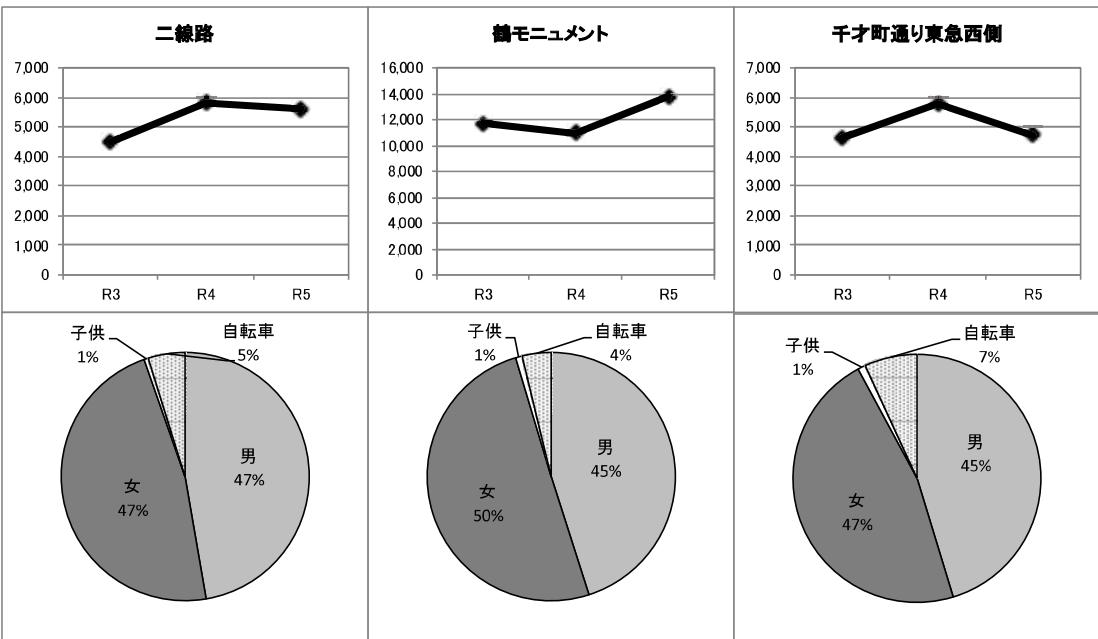 二線路
7,000
6,000
5,000
4,000
3,000
2,000
1,000
0
R3
R4
R5
鶴モニュメント
16,000
14,000
12,000
10,000
8,000
6,000
4,000
2,000
0
R3
R4
R5
千才町通り東急西側
7,000
6,000
5,000
4,000
3,000
2,000
1,000
0
R3
R4
R5
子供
1%
自転車
5%
男
47%
女
47%
子供
1%
自転車
4%
男
45%
女
50%
子供
1%
自転車
7%
男
45%
女
47%